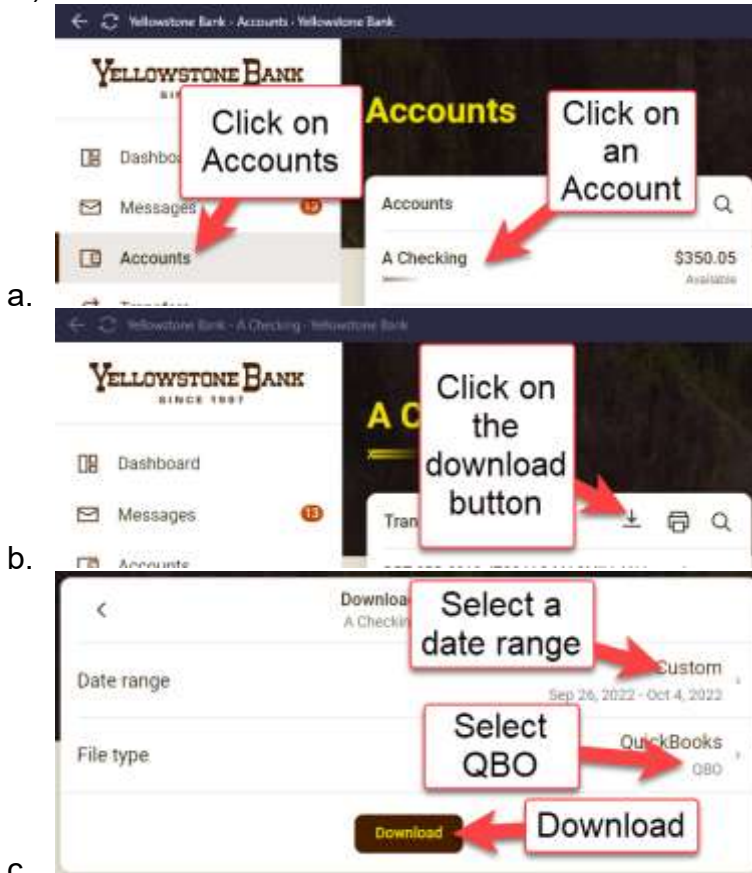 Yellowstone Bank - Accounts - Yellowstone Bank
YELLOWSTONE BANK
Accounts
Click on
Accounts
Click on
an
Account
Messages
Accounts
Accounts
A Checking
$350.05
Available
a.
Yellowstone Bank - A Checking - Yellowstone Bank
YELLOWSTONE BANK
SINCE 1907
A C
Click on
the
download
button
Dashboard
Messages
13
Tran
Accounts
b.
A Checkin
Select a
date range
Date range
Custom
Sep 26, 2022 - Oct 4, 2022
Select
QBO
File type
QuickBooks
QBO
Download
Download
c.